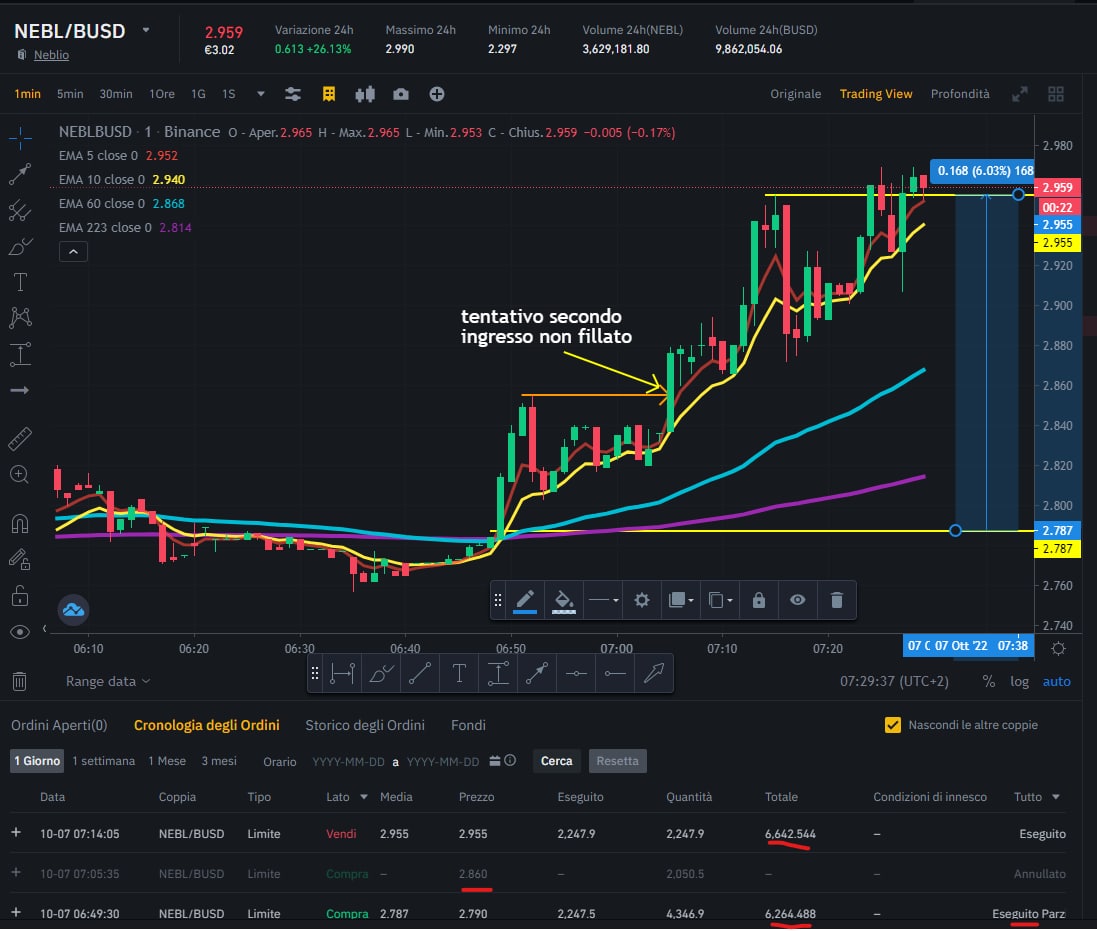 NEBL/BUSD
Neblio
2.959
€3.02
Variazione 24h
0.613 +26.13%
Massimo 24h
2.990
Minimo 24h
2.297
Volume 24h(NEBL)
3,629,181.80
Volume 24h(BUSD)
9,862,054.06
1min 5min 30min 1Ore 1G 1S
Originale Trading View Profondità
NEBLBUSD · 1 · Binance O - Aper.2.965 H - Max.2.965 L - Min.2.953 C - Chius.2.959 −0.005 (−0.17%)
EMA 5 close 0 2.952
EMA 10 close 0 2.940
EMA 60 close 0 2.868
EMA 223 close 0 2.814
0.168 (6.03%) 168
tentativo secondo
ingresso non fillato
2.980
2.959
00:22
2.955
2.955
2.920
2.900
2.880
2.860
2.840
2.820
2.800
2.787
2.787
2.760
2.740
06:10 06:20 06:30 06:40 06:50 07:00 07:10 07:20 07 07 Ott '22 07:38
Range data 07:29:37 (UTC+2) % log auto
Ordini Aperti(0) Cronologia degli Ordini Storico degli Ordini Fondi Nascondi le altre coppie
1 Giorno 1 settimana 1 Mese 3 mesi Orario YYYY-MM-DD a YYYY-MM-DD Cerca Resetta
Data Coppia Tipo Lato Media Prezzo Eseguito Quantità Totale Condizioni di innesco Tutto
10-07 07:14:05 NEBL/BUSD Limite Vendi 2.955 2.955 2,247.9 2,247.9 6,642.544 – Eseguito
10-07 07:05:35 NEBL/BUSD Limite Compra – 2.860 – 2,050.5 – – Annullato
10-07 06:49:30 NEBL/BUSD Limite Compra 2.787 2.790 2,247.5 4,346.9 6,264.488 – Eseguito Parz